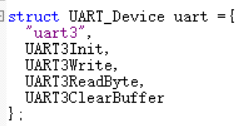 struct UART_Device uart ={
"uart3",
UART3Init,
UART3Write,
UART3ReadByte,
UART3ClearBuffer
};